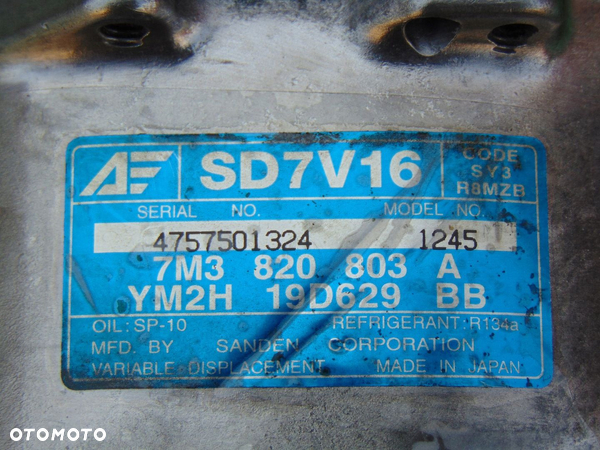 AE SD7V16 CODE
SY3
R8MZB
SERIAL NO. MODEL NO.
4757501324 1245
7M3 820 803 A
YM2H 19D629 BB
OIL: SP-10 REFRIGERANT: R134a
MFD. BY SANDEN CORPORATION
VARIABLE DISPLACEMENT MADE IN JAPAN
OTOMOTO